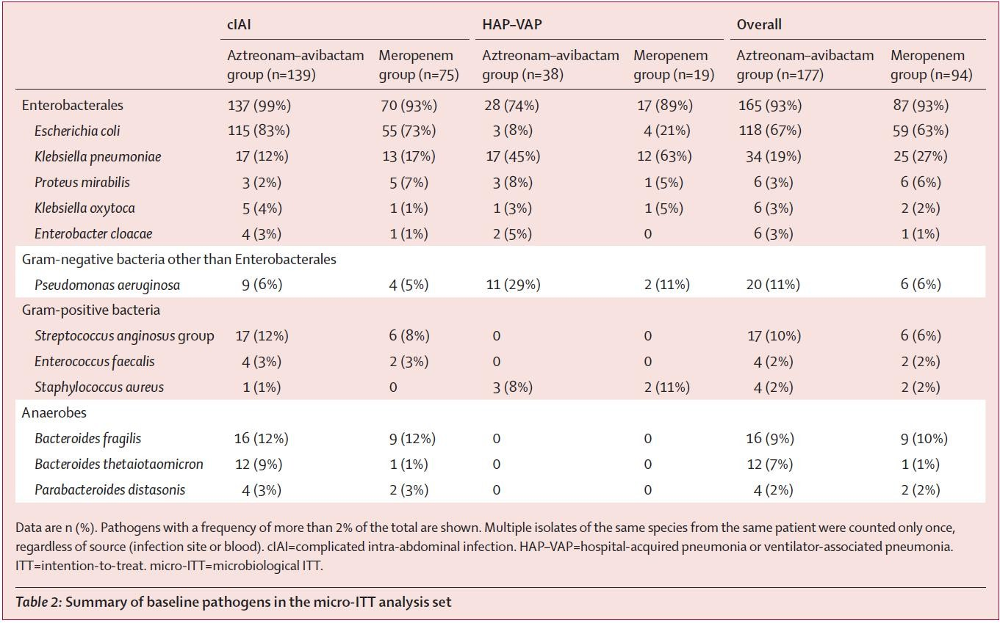 cIAI HAP–VAP Overall
Aztreonam–avibactam group (n=139) Meropenem group (n=75) Aztreonam–avibactam group (n=38) Meropenem group (n=19) Aztreonam–avibactam group (n=177) Meropenem group (n=94)
Enterobacterales 137 (99%) 70 (93%) 28 (74%) 17 (89%) 165 (93%) 87 (93%)
Escherichia coli 115 (83%) 55 (73%) 3 (8%) 4 (21%) 118 (67%) 59 (63%)
Klebsiella pneumoniae 17 (12%) 13 (17%) 17 (45%) 12 (63%) 34 (19%) 25 (27%)
Proteus mirabilis 3 (2%) 5 (7%) 3 (8%) 1 (5%) 6 (3%) 6 (6%)
Klebsiella oxytoca 5 (4%) 1 (1%) 1 (3%) 1 (5%) 6 (3%) 2 (2%)
Enterobacter cloacae 4 (3%) 1 (1%) 2 (5%) 0 6 (3%) 1 (1%)
Gram-negative bacteria other than Enterobacterales
Pseudomonas aeruginosa 9 (6%) 4 (5%) 11 (29%) 2 (11%) 20 (11%) 6 (6%)
Gram-positive bacteria
Streptococcus anginosus group 17 (12%) 6 (8%) 0 0 17 (10%) 6 (6%)
Enterococcus faecalis 4 (3%) 2 (3%) 0 0 4 (2%) 2 (2%)
Staphylococcus aureus 1 (1%) 0 3 (8%) 2 (11%) 4 (2%) 2 (2%)
Anaerobes
Bacteroides fragilis 16 (12%) 9 (12%) 0 0 16 (9%) 9 (10%)
Bacteroides thetaiotaomicron 12 (9%) 1 (1%) 0 0 12 (7%) 1 (1%)
Parabacteroides distasonis 4 (3%) 2 (3%) 0 0 4 (2%) 2 (2%)
Data are n (%). Pathogens with a frequency of more than 2% of the total are shown. Multiple isolates of the same species from the same patient were counted only once,
regardless of source (infection site or blood). cIAI=complicated intra-abdominal infection. HAP–VAP=hospital-acquired pneumonia or ventilator-associated pneumonia.
ITT=intention-to-treat. micro-ITT=microbiological ITT.
Table 2: Summary of baseline pathogens in the micro-ITT analysis set